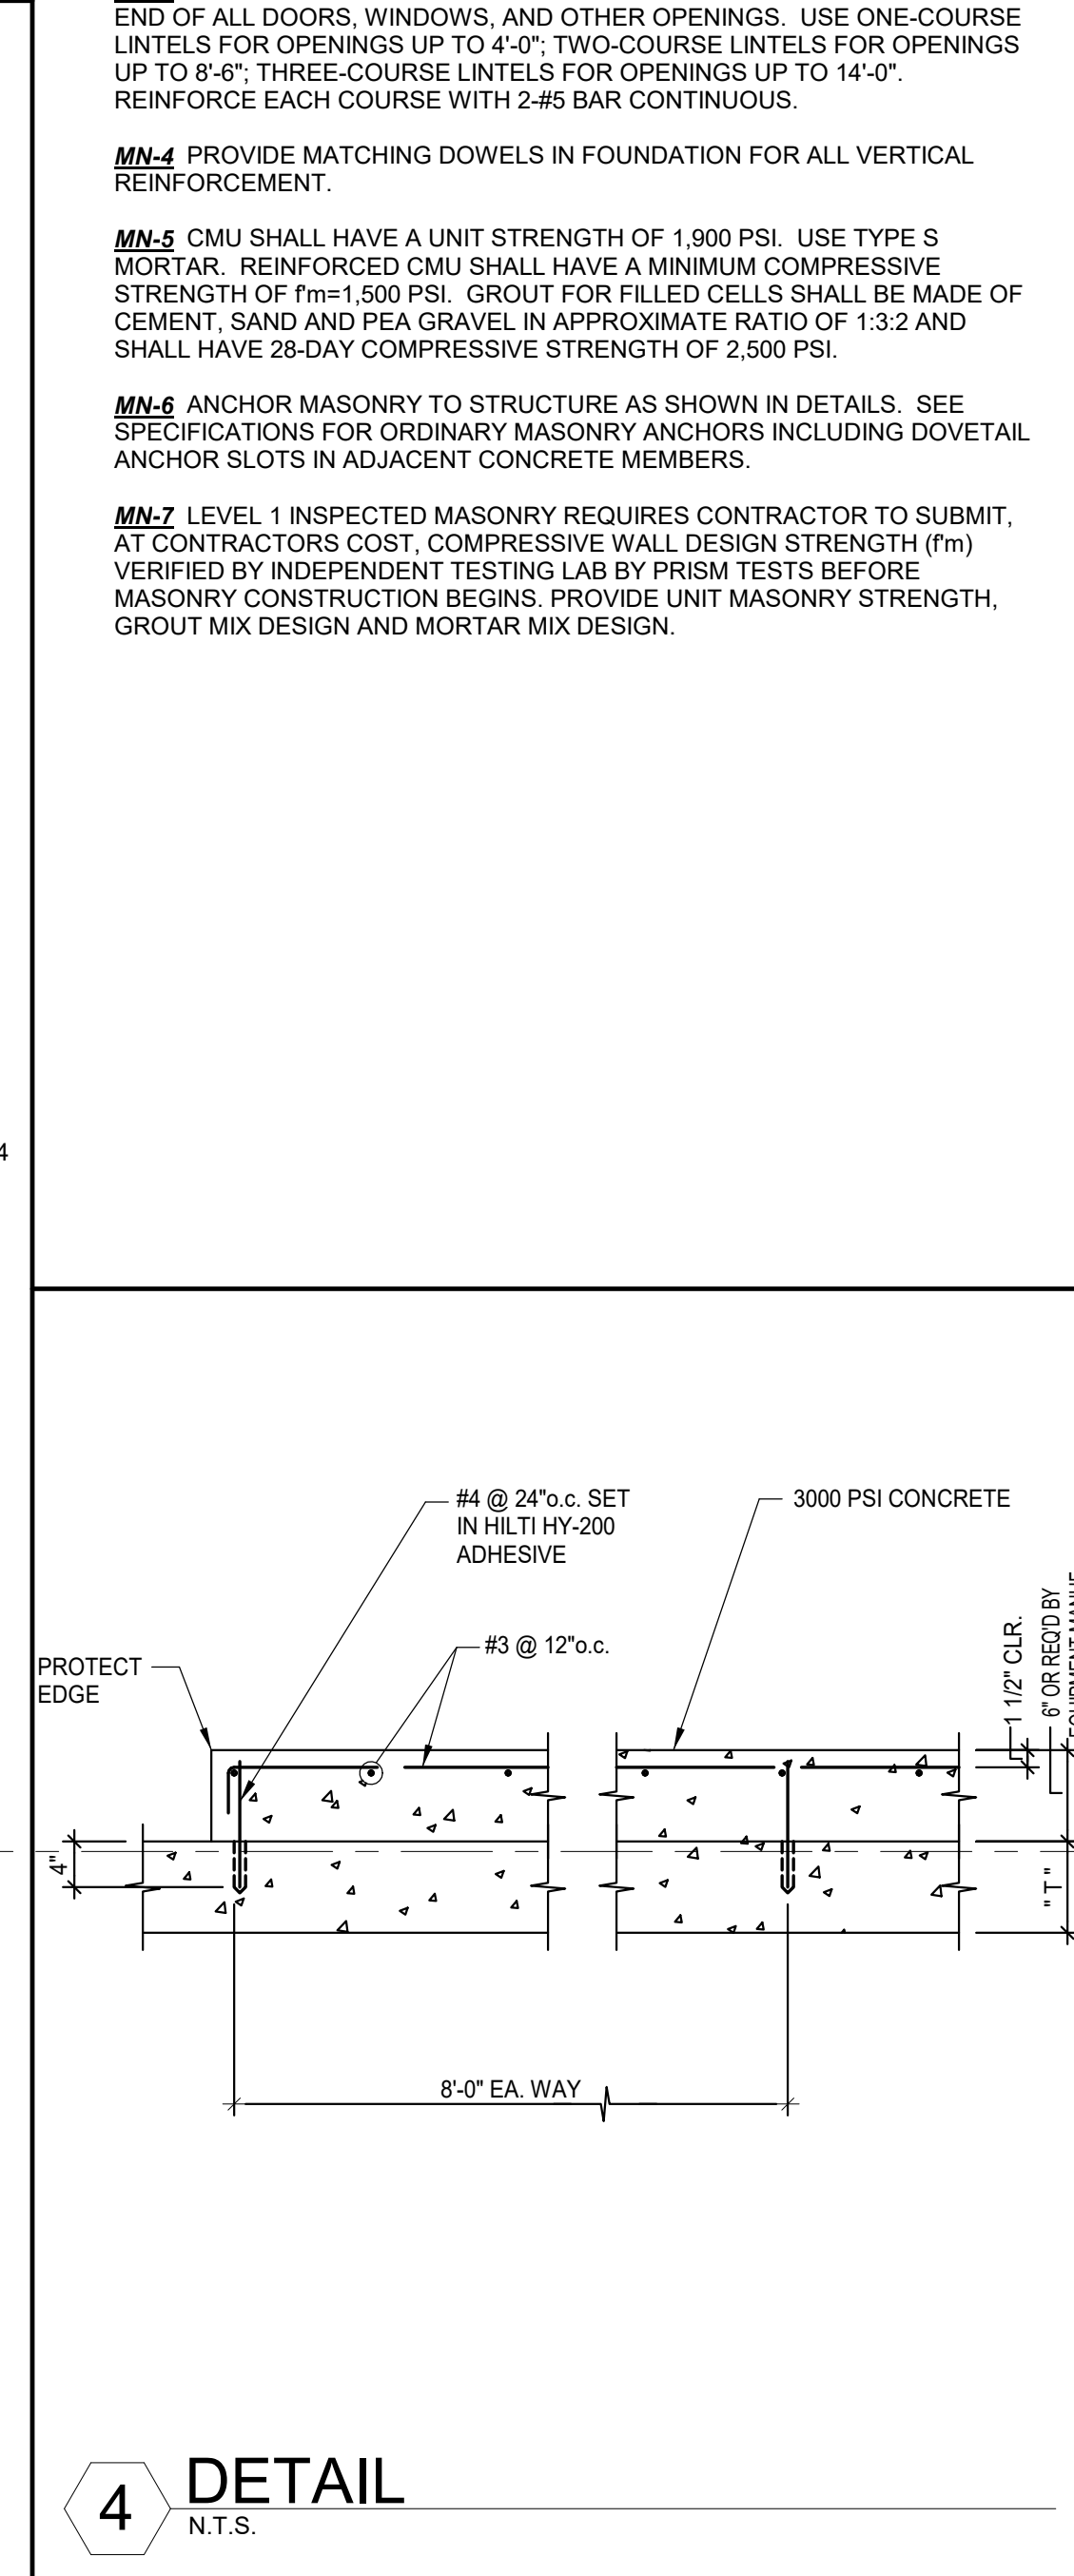 END OF ALL DOORS, WINDOWS, AND OTHER OPENINGS. USE ONE-COURSE
LINTELS FOR OPENINGS UP TO 4'-0"; TWO-COURSE LINTELS FOR OPENINGS
UP TO 8'-6"; THREE-COURSE LINTELS FOR OPENINGS UP TO 14'-0".
REINFORCE EACH COURSE WITH 2-#5 BAR CONTINUOUS.
MN-4 PROVIDE MATCHING DOWELS IN FOUNDATION FOR ALL VERTICAL
REINFORCEMENT.
MN-5 CMU SHALL HAVE A UNIT STRENGTH OF 1,900 PSI. USE TYPE S
MORTAR. REINFORCED CMU SHALL HAVE A MINIMUM COMPRESSIVE
STRENGTH OF f'm=1,500 PSI. GROUT FOR FILLED CELLS SHALL BE MADE OF
CEMENT, SAND AND PEA GRAVEL IN APPROXIMATE RATIO OF 1:3:2 AND
SHALL HAVE 28-DAY COMPRESSIVE STRENGTH OF 2,500 PSI.
MN-6 ANCHOR MASONRY TO STRUCTURE AS SHOWN IN DETAILS. SEE
SPECIFICATIONS FOR ORDINARY MASONRY ANCHORS INCLUDING DOVETAIL
ANCHOR SLOTS IN ADJACENT CONCRETE MEMBERS.
MN-7 LEVEL 1 INSPECTED MASONRY REQUIRES CONTRACTOR TO SUBMIT,
AT CONTRACTORS COST, COMPRESSIVE WALL DESIGN STRENGTH (f'm)
VERIFIED BY INDEPENDENT TESTING LAB BY PRISM TESTS BEFORE
MASONRY CONSTRUCTION BEGINS. PROVIDE UNIT MASONRY STRENGTH,
GROUT MIX DESIGN AND MORTAR MIX DESIGN.
4
#4 @ 24"o.c. SET
IN HILTI HY-200
ADHESIVE
3000 PSI CONCRETE
#3 @ 12"o.c.
PROTECT
EDGE
1 1/2" CLR.
6" OR REQ'D BY
4"
" T "
8'-0" EA. WAY
4
DETAIL
N.T.S.